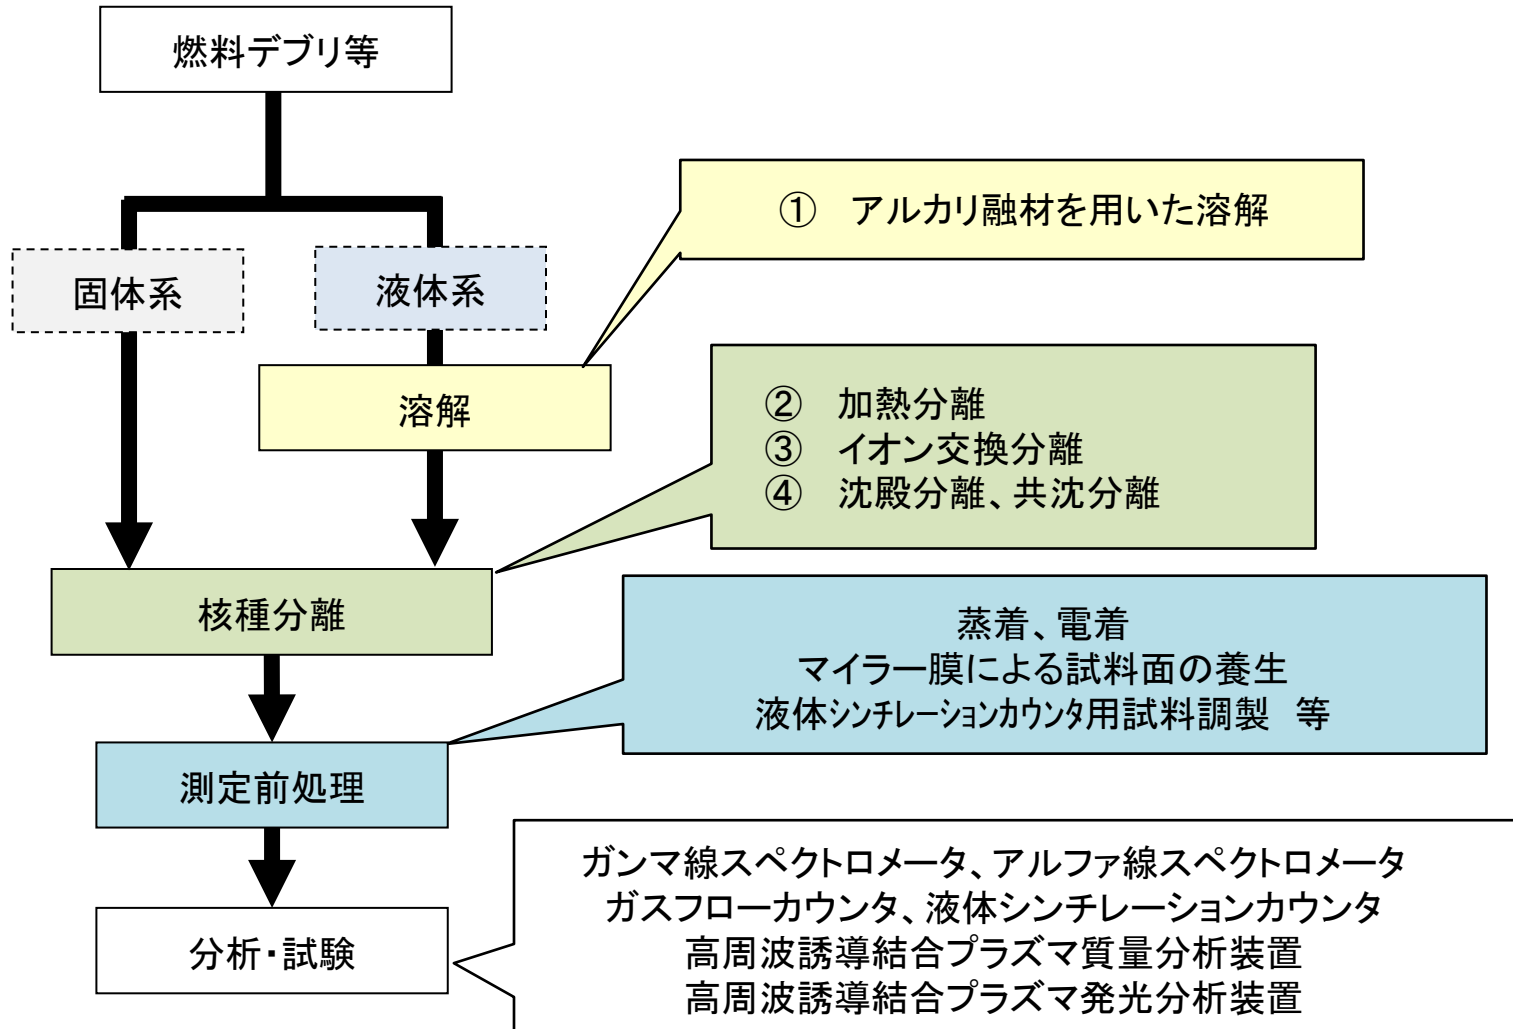 燃料デブリ等
① アルカリ融材を用いた溶解
固体系
液体系
溶解
② 加熱分離
③ イオン交換分離
④ 沈殿分離、共沈分離
核種分離
蒸着、電着
マイラー膜による試料面の養生
液体シンチレーションカウンタ用試料調製 等
測定前処理
ガンマ線スペクトロメータ、アルファ線スペクトロメータ
ガスフローカウンタ、液体シンチレーションカウンタ
高周波誘導結合プラズマ質量分析装置
高周波誘導結合プラズマ発光分析装置
分析・試験